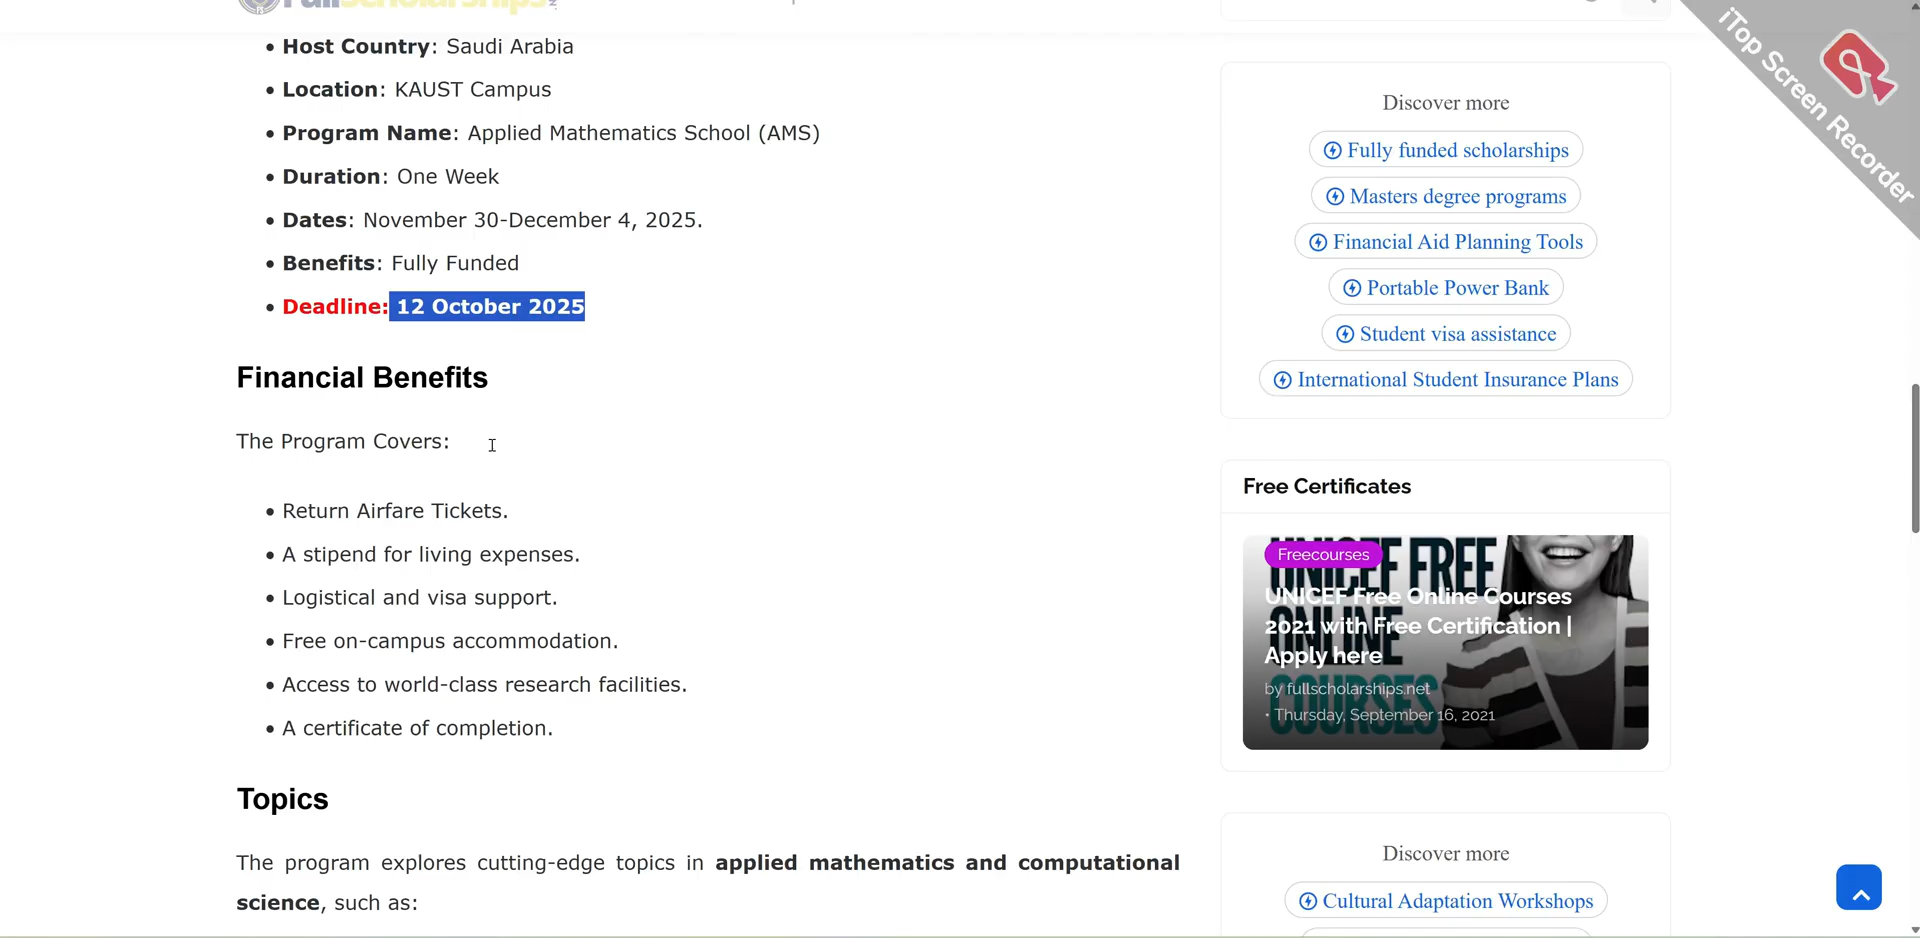 FullScholarships
Host Country: Saudi Arabia
Location: KAUST Campus
Program Name: Applied Mathematics School (AMS)
Duration: One Week
Dates: November 30-December 4, 2025.
Benefits: Fully Funded
Deadline: 12 October 2025
Financial Benefits
The Program Covers:
Return Airfare Tickets.
A stipend for living expenses.
Logistical and visa support.
Free on-campus accommodation.
Access to world-class research facilities.
A certificate of completion.
Topics
The program explores cutting-edge topics in applied mathematics and computational
science, such as:
Discover more
Fully funded scholarships
Masters degree programs
Financial Aid Planning Tools
Portable Power Bank
Student visa assistance
International Student Insurance Plans
Free Certificates
Freecourses
UNICEF FREE
ONLINE
COURSES
UNICEF Free Online Courses
2021 with Free Certification |
Apply here
by fullscholarships.net
• Thursday, September 16, 2021
Discover more
Cultural Adaptation Workshops
iTop Screen Recorder